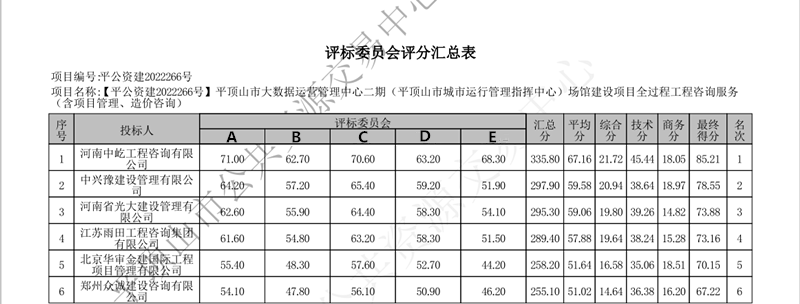 评标委员会评分汇总表
项目编号:平公资建2022266号
项目名称:【平公资建2022266号】平顶山市大数据运营管理中心二期（平顶山市城市运行管理指挥中心）场馆建设项目全过程工程咨询服务
（含项目管理、造价咨询）
序号 投标人 评标委员会 汇总分 平均分 综合分 技术分 商务分 最终得分 名次
A B C D E
1 河南中屹工程咨询有限公司 71.00 62.70 70.60 63.20 68.30 335.80 67.16 21.72 45.44 18.05 85.21 1
2 中兴豫建设管理有限公司 64.20 57.20 65.40 59.20 51.90 297.90 59.58 20.94 38.64 18.97 78.55 2
3 河南省光大建设管理有限公司 62.60 55.90 64.40 58.30 54.10 295.30 59.06 19.80 39.26 14.82 73.88 3
4 江苏雨田工程咨询集团有限公司 61.60 54.80 63.20 58.30 51.50 289.40 57.88 19.64 38.24 15.28 73.16 4
5 北京华审金建国际工程项目管理有限公司 55.40 48.30 57.60 52.70 44.20 258.20 51.64 16.58 35.06 18.51 70.15 5
6 郑州众诚建设咨询有限公司 54.10 47.80 56.10 50.90 46.20 255.10 51.02 14.64 36.38 16.20 67.22 6
平顶山市公共资源交易中心